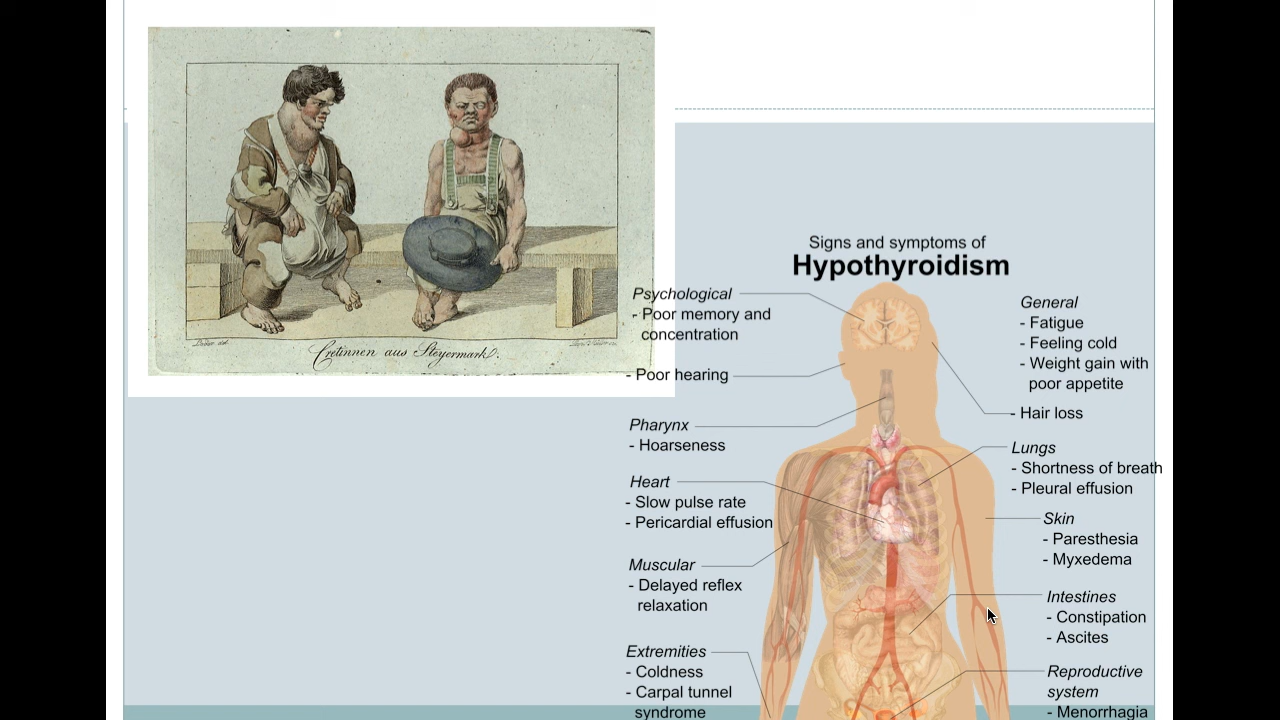 Cretinnen aus Steyermark.
Signs and symptoms of
Hypothyroidism
Psychological
- Poor memory and
concentration
- Poor hearing
Pharynx
- Hoarseness
Heart
- Slow pulse rate
- Pericardial effusion
Muscular
- Delayed reflex
relaxation
Extremities
- Coldness
- Carpal tunnel
syndrome
General
- Fatigue
- Feeling cold
- Weight gain with
poor appetite
- Hair loss
Lungs
- Shortness of breath
- Pleural effusion
Skin
- Paresthesia
- Myxedema
Intestines
- Constipation
- Ascites
Reproductive
system
- Menorrhagia